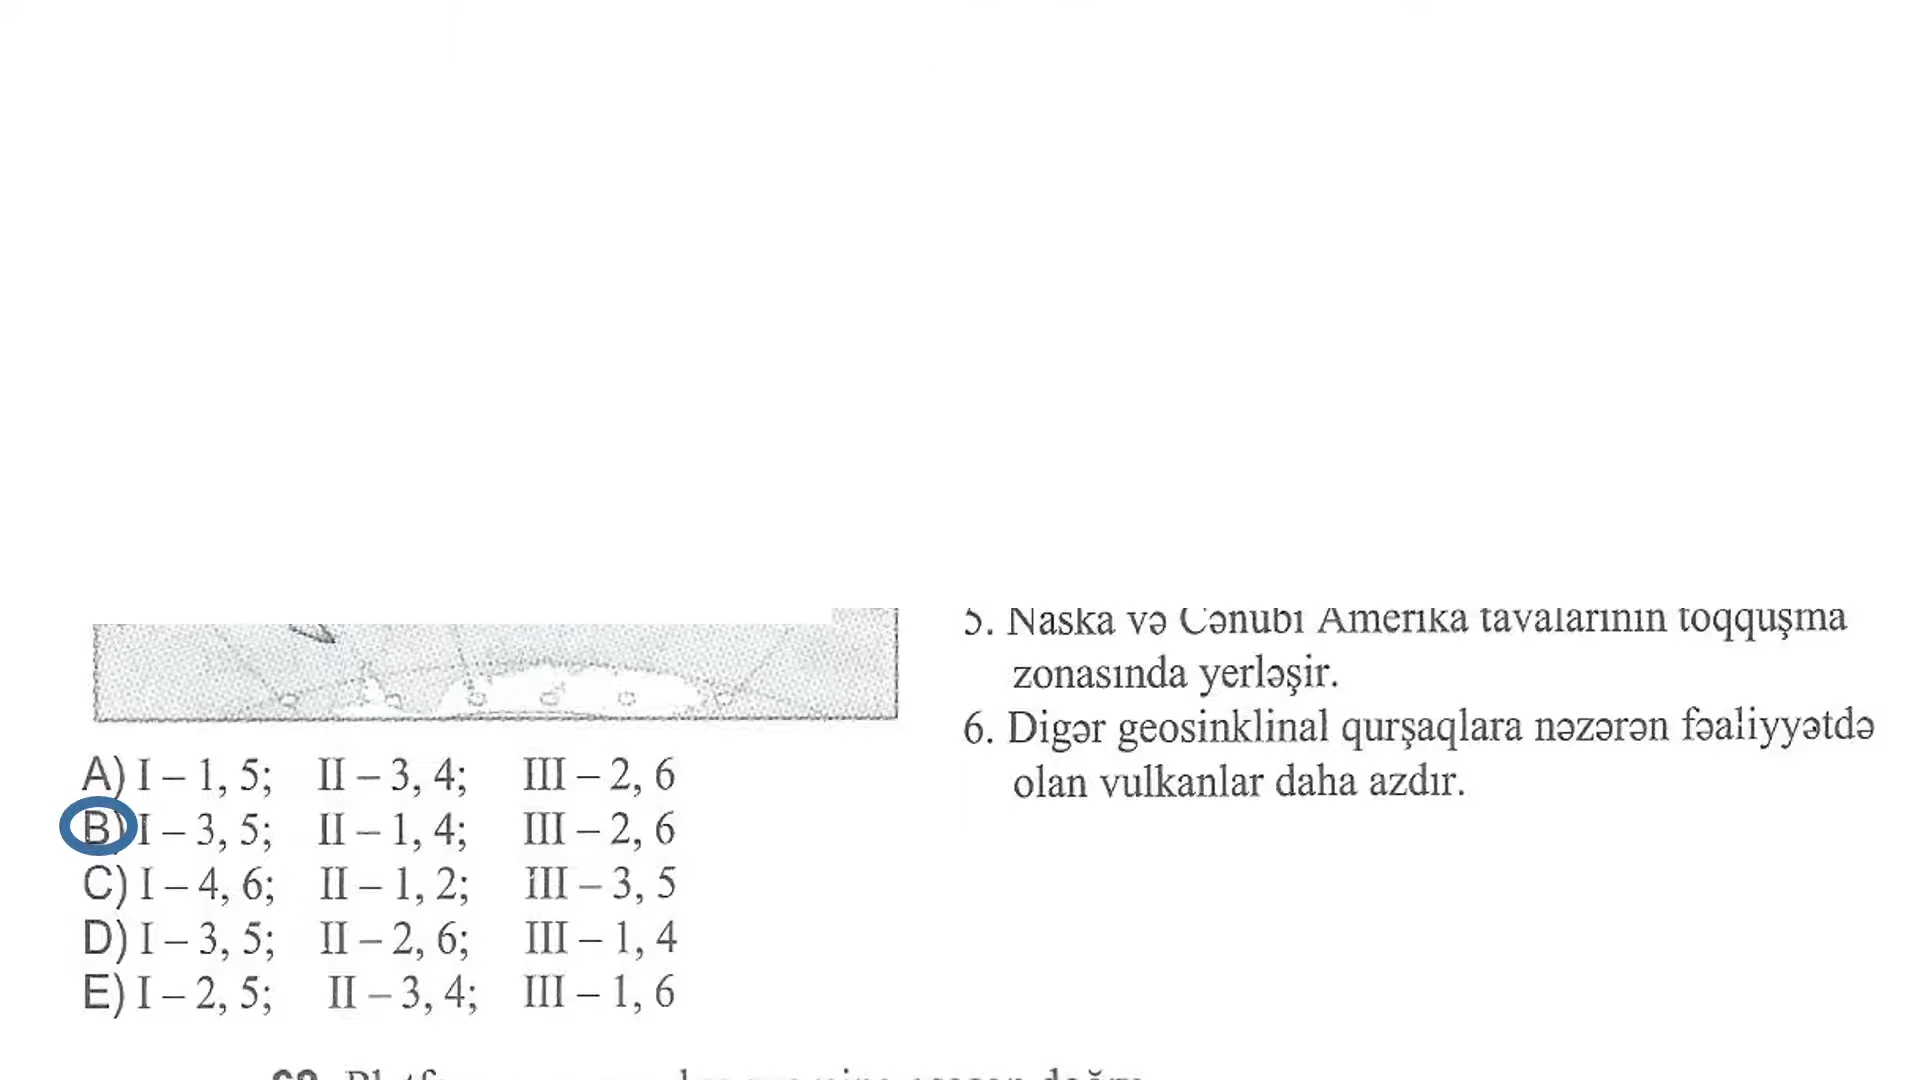 5. Naska və Cənubi Amerika tavalarının toqquşma
zonasında yerləşir.
6. Digər geosinklinal qurşaqlara nəzərən fəaliyyətdə
olan vulkanlar daha azdır.
A) I – 1, 5; II – 3, 4; III – 2, 6
B) I – 3, 5; II – 1, 4; III – 2, 6
C) I – 4, 6; II – 1, 2; III – 3, 5
D) I – 3, 5; II – 2, 6; III – 1, 4
E) I – 2, 5; II – 3, 4; III – 1, 6